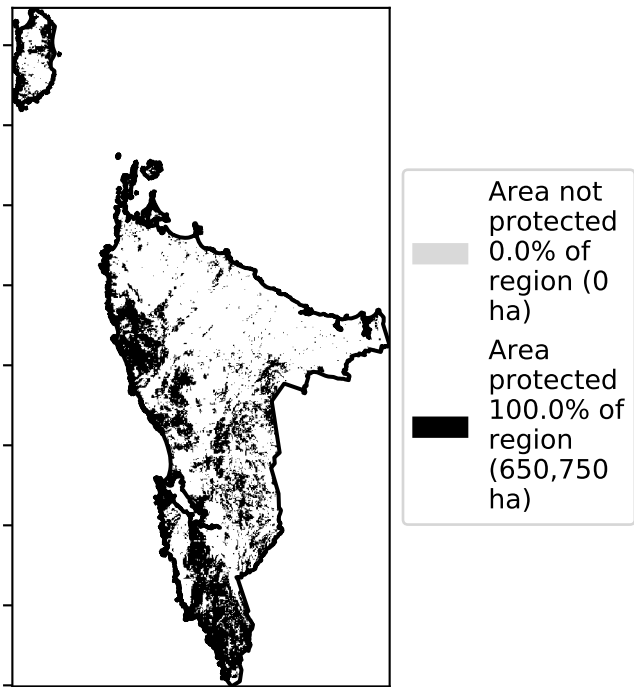 Area not
protected
0.0% of
region (0
ha)
Area
protected
100.0% of
region
(650,750
ha)